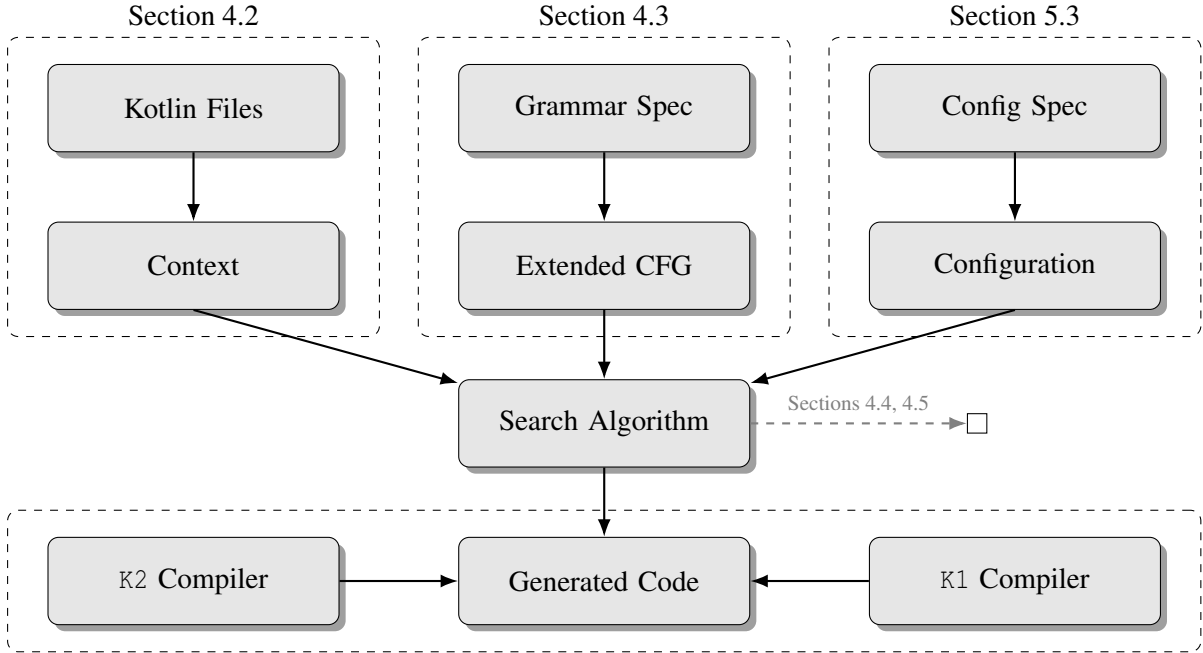 Section 4.2
Section 4.3
Section 5.3
Kotlin Files
Grammar Spec
Config Spec
Context
Extended CFG
Configuration
Search Algorithm
Sections 4.4, 4.5
K2 Compiler
Generated Code
K1 Compiler